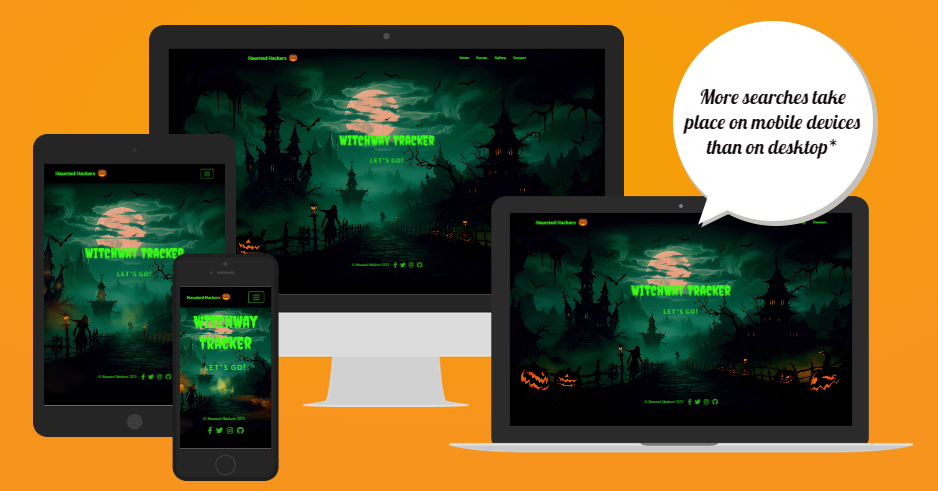 Haunted Hackers
Home Events Gallery Contact
WITCHWAY TRACKER
LET'S GO!
© Haunted Hackers 2023
More searches take
place on mobile devices
than on desktop*
Haunted Hackers
WITCHWAY TRACKER
LET'S GO!
© Haunted Hackers 2023
Haunted Hackers
WITCHWAY
TRACKER
LET'S GO!
© Haunted Hackers 2023
Haunted Hackers
Contact
WITCHWAY TRACKER
LET'S GO!
© Haunted Hackers 2023